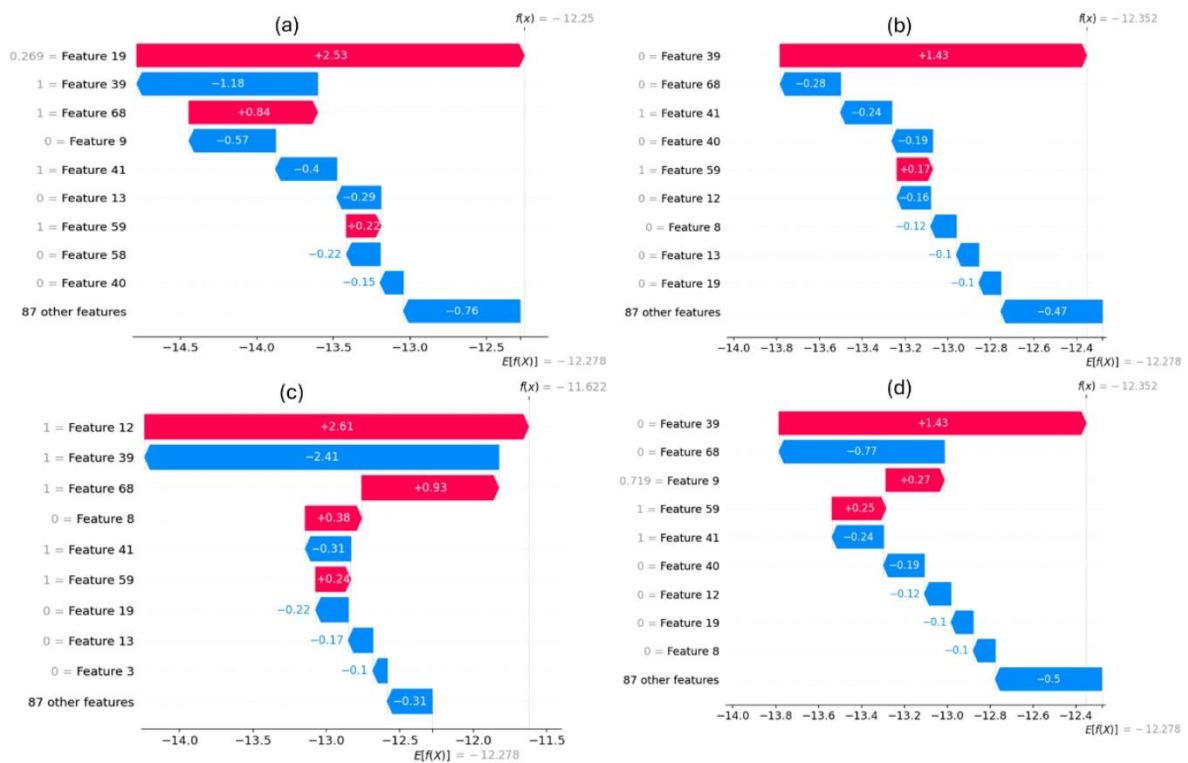 (a)
f(x) = −12.25
0.269 = Feature 19
+2.53
1 = Feature 39
−1.18
1 = Feature 68
+0.84
0 = Feature 9
−0.57
1 = Feature 41
−0.4
0 = Feature 13
−0.29
1 = Feature 59
+0.22
0 = Feature 58
−0.22
0 = Feature 40
−0.15
87 other features
−0.76
−14.5 −14.0 −13.5 −13.0 −12.5
E[f(X)] = −12.278
(b)
f(x) = −12.352
0 = Feature 39
+1.43
0 = Feature 68
−0.28
1 = Feature 41
−0.24
0 = Feature 40
−0.19
1 = Feature 59
+0.17
0 = Feature 12
−0.16
0 = Feature 8
−0.12
0 = Feature 13
−0.1
0 = Feature 19
−0.1
87 other features
−0.47
−14.0 −13.8 −13.6 −13.4 −13.2 −13.0 −12.8 −12.6 −12.4
E[f(X)] = −12.278
(c)
f(x) = −11.622
1 = Feature 12
+2.61
1 = Feature 39
−2.41
1 = Feature 68
+0.93
0 = Feature 8
+0.38
1 = Feature 41
−0.31
1 = Feature 59
+0.24
0 = Feature 19
−0.22
0 = Feature 13
−0.17
0 = Feature 3
−0.1
87 other features
−0.31
−14.0 −13.5 −13.0 −12.5 −12.0 −11.5
E[f(X)] = −12.278
(d)
f(x) = −12.352
0 = Feature 39
+1.43
0 = Feature 68
−0.77
0.719 = Feature 9
+0.27
1 = Feature 59
+0.25
1 = Feature 41
−0.24
0 = Feature 40
−0.19
0 = Feature 12
−0.12
0 = Feature 19
−0.1
0 = Feature 8
−0.1
87 other features
−0.5
−14.0 −13.8 −13.6 −13.4 −13.2 −13.0 −12.8 −12.6 −12.4
E[f(X)] = −12.278